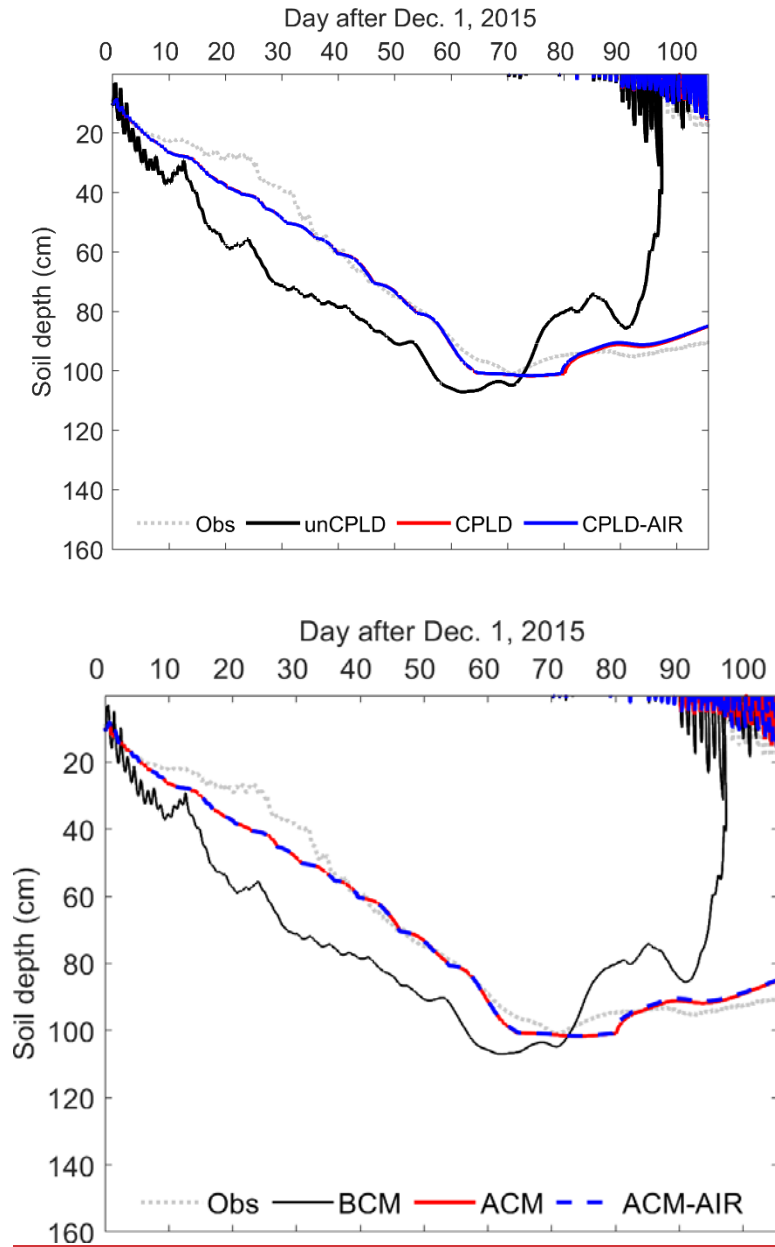 Day after Dec. 1, 2015
0 10 20 30 40 50 60 70 80 90 100
20
40
60
80
100
120
140
160
Soil depth (cm)
Obs unCPLD CPLD CPLD-AIR
Day after Dec. 1, 2015
0 10 20 30 40 50 60 70 80 90 100
20
40
60
80
100
120
140
160
Soil depth (cm)
Obs BCM ACM ACM-AIR